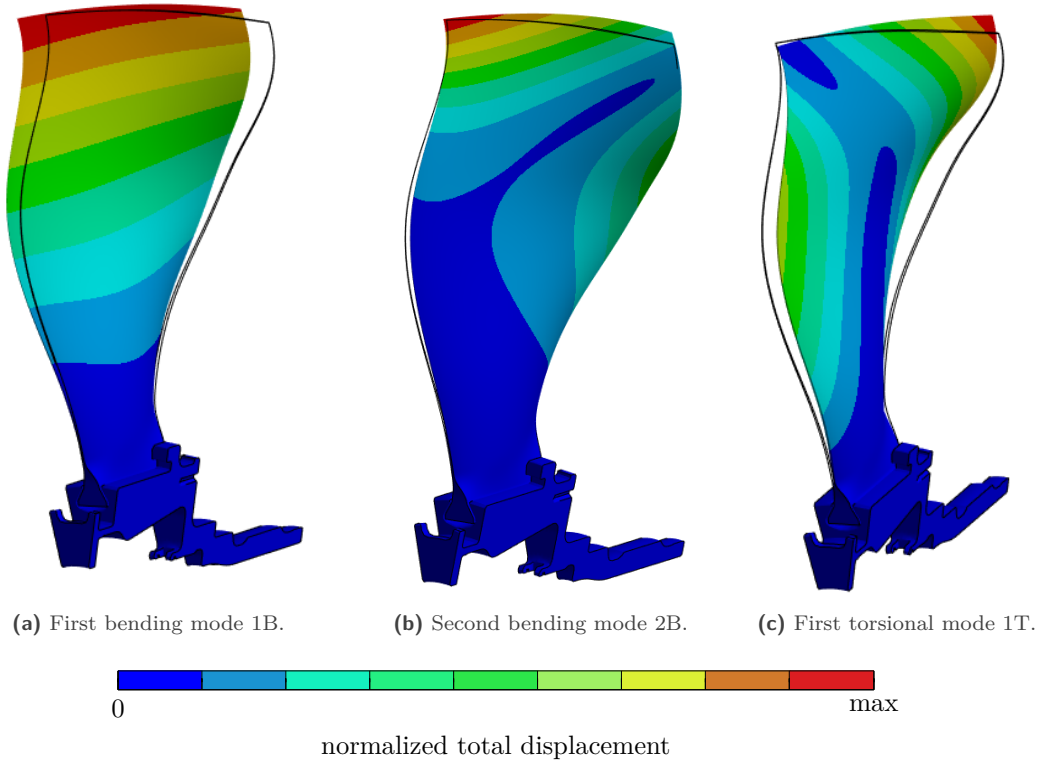 (a) First bending mode 1B.
(b) Second bending mode 2B.
(c) First torsional mode 1T.
0
max
normalized total displacement